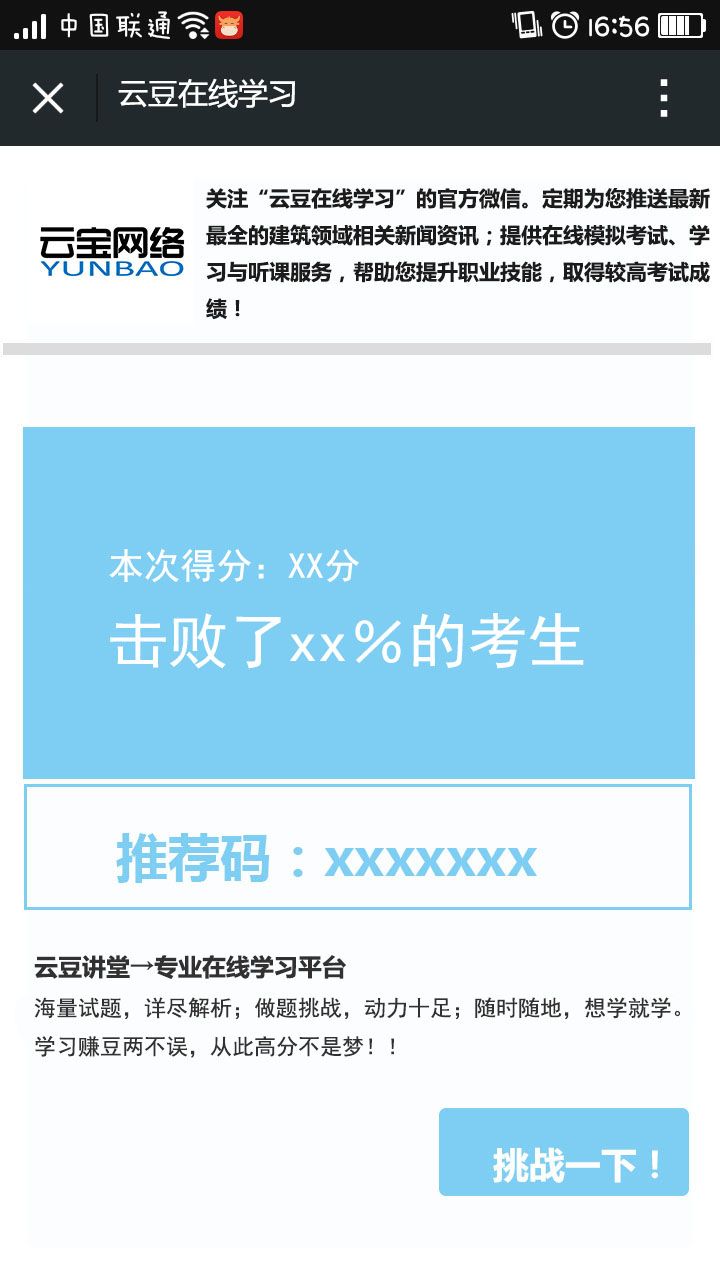 中国联通 16:56
云豆在线学习
云宝网络
YUNBAO
关注“云豆在线学习”的官方微信。定期为您推送最新
最全的建筑领域相关新闻资讯；提供在线模拟考试、学
习与听课服务，帮助您提升职业技能，取得较高考试成
绩！
本次得分：XX分
击败了xx％的考生
推荐码：xxxxxxx
云豆讲堂→专业在线学习平台
海量试题，详尽解析；做题挑战，动力十足；随时随地，想学就学。
学习赚豆两不误，从此高分不是梦！！
挑战一下！